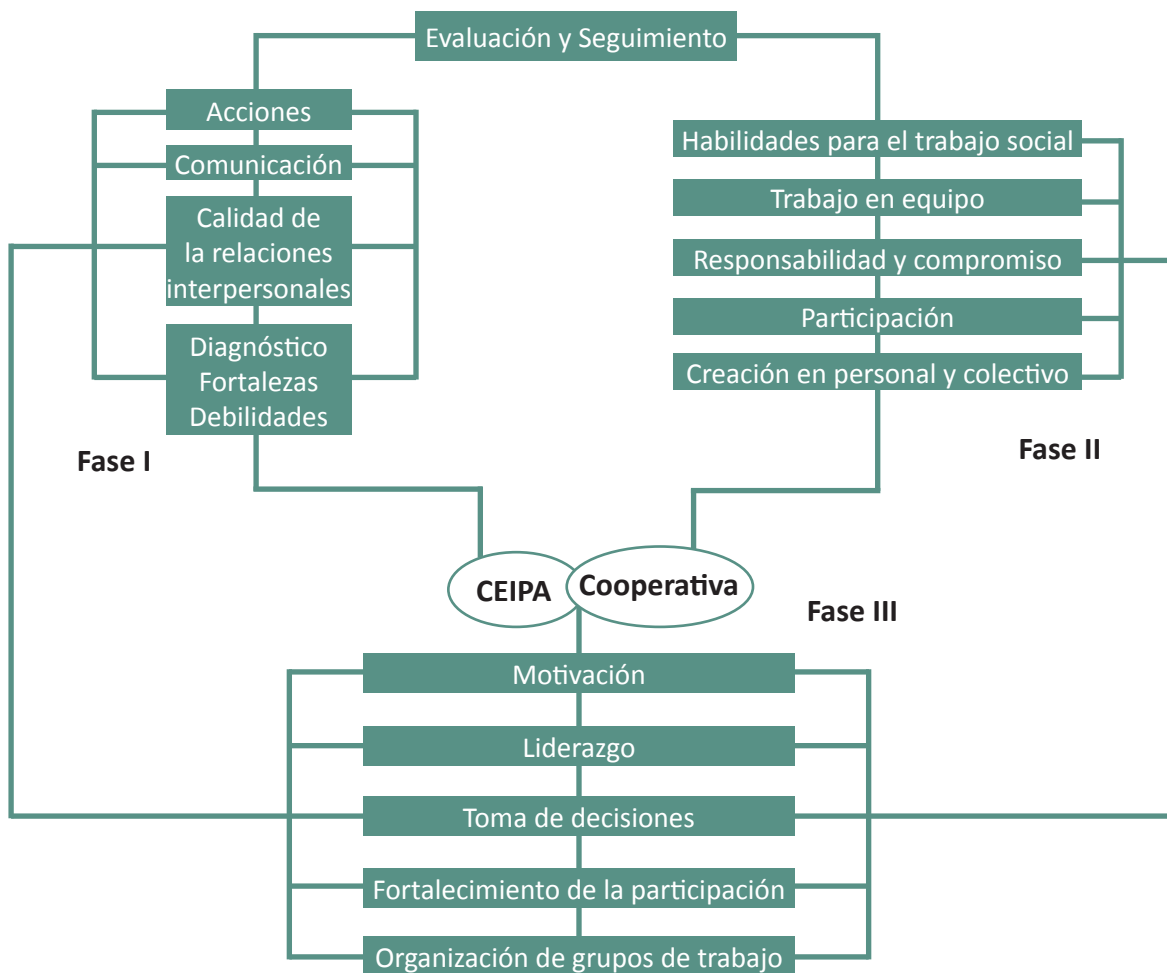 Evaluación y Seguimiento
Acciones
Comunicación
Calidad de
la relaciones
interpersonales
Diagnóstico
Fortalezas
Debilidades
Fase I
Habilidades para el trabajo social
Trabajo en equipo
Responsabilidad y compromiso
Participación
Creación en personal y colectivo
Fase II
CEIPA
Cooperativa
Fase III
Motivación
Liderazgo
Toma de decisiones
Fortalecimiento de la participación
Organización de grupos de trabajo